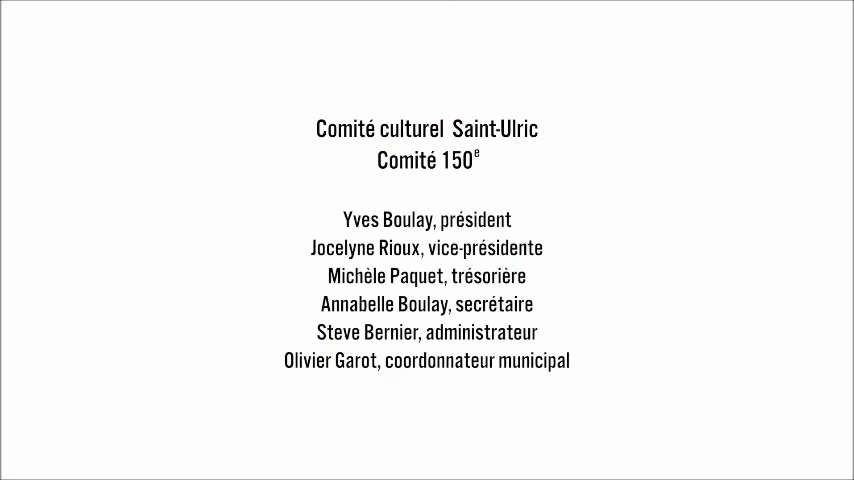 Comité culturel Saint-Ulric
Comité 150e
Yves Boulay, président
Jocelyne Rioux, vice-présidente
Michèle Paquet, trésorière
Annabelle Boulay, secrétaire
Steve Bernier, administrateur
Olivier Garot, coordonnateur municipal